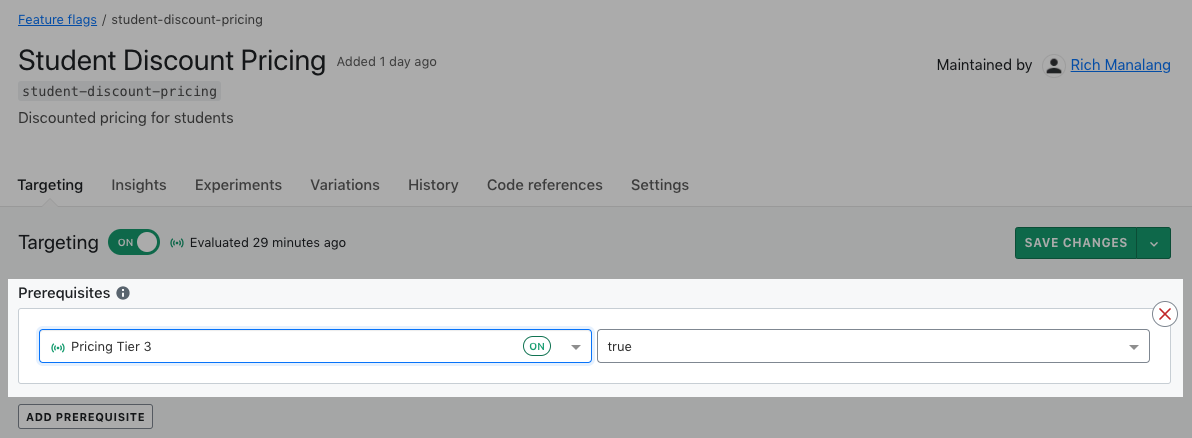 Feature flags / student-discount-pricing
Student Discount Pricing Added 1 day ago
Maintained by Rich Manalang
student-discount-pricing
Discounted pricing for students
Targeting Insights Experiments Variations History Code references Settings
Targeting ON Evaluated 29 minutes ago SAVE CHANGES
Prerequisites
Pricing Tier 3 ON true
ADD PREREQUISITE